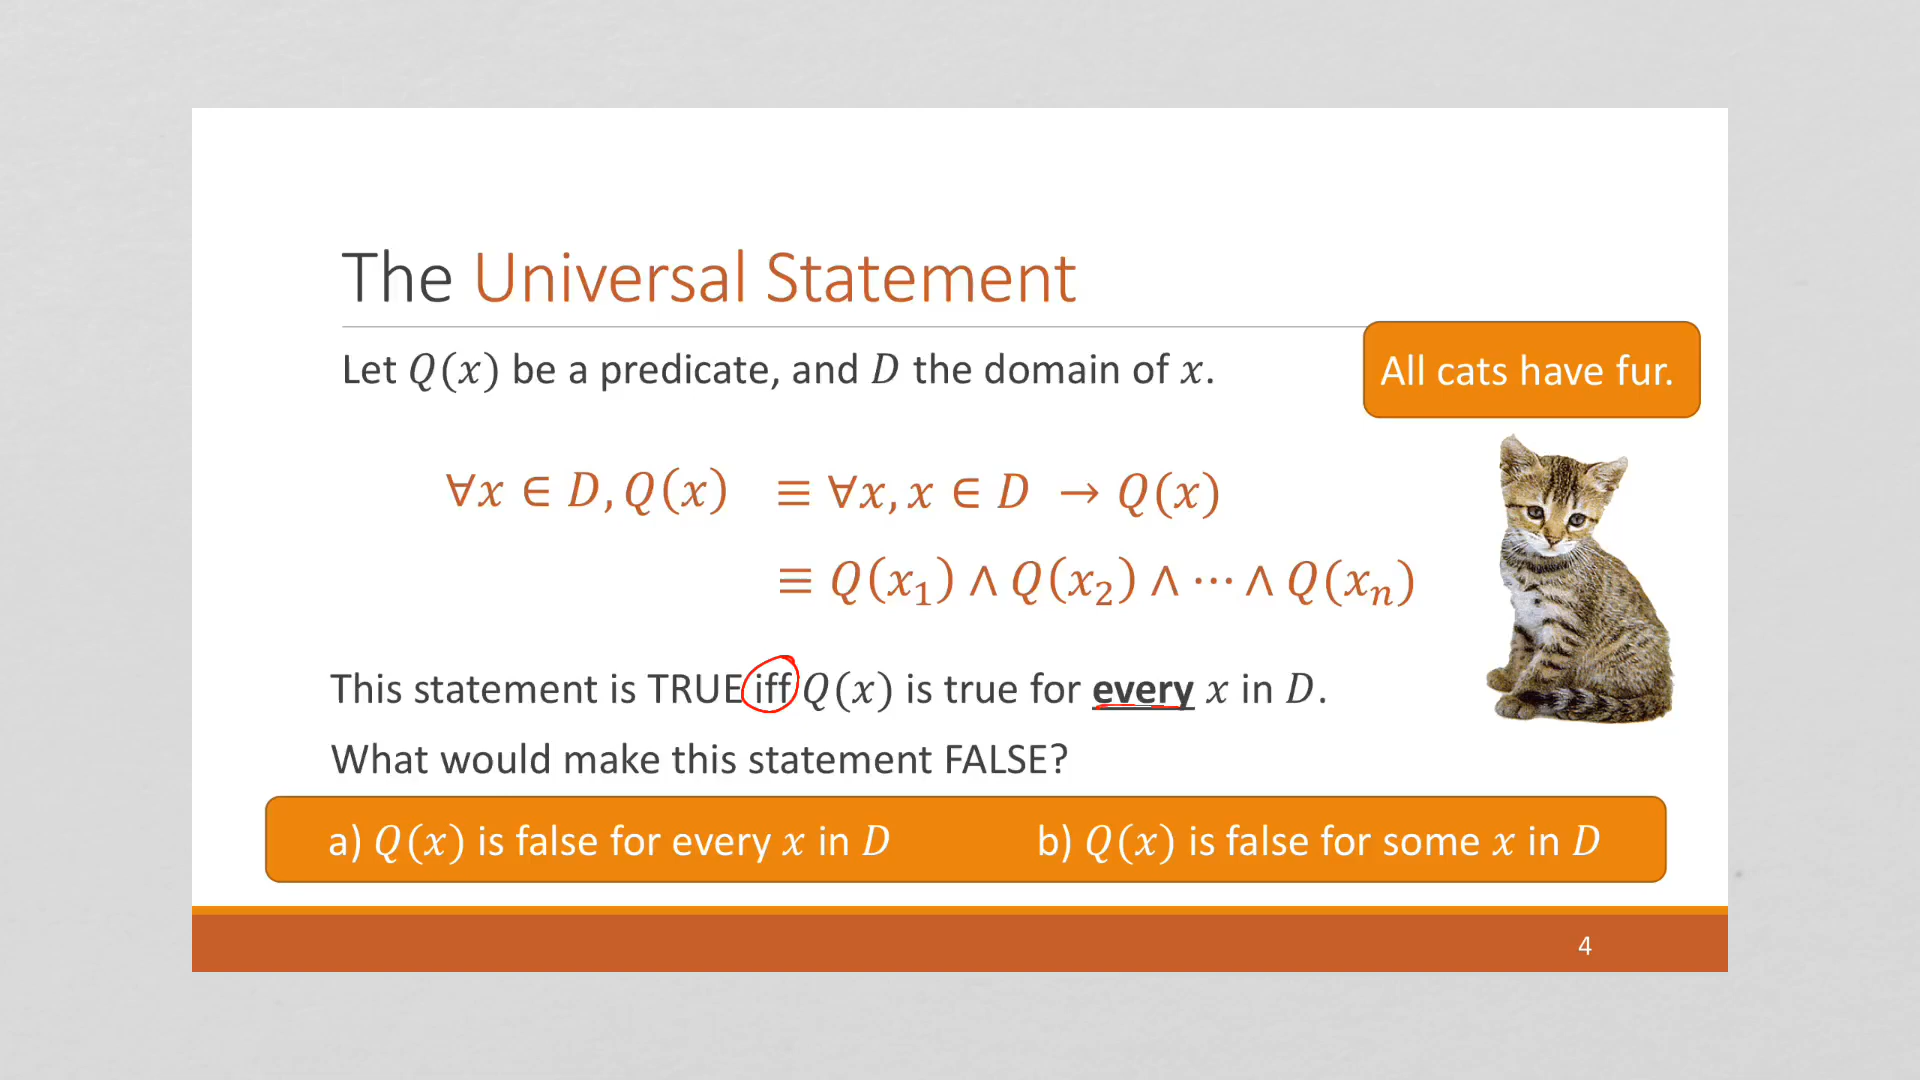 The Universal Statement
Let Q(x) be a predicate, and D the domain of x.
All cats have fur.
∀x ∈ D, Q(x) ≡ ∀x, x ∈ D → Q(x)
≡ Q(x₁) ∧ Q(x₂) ∧ ⋯ ∧ Q(xₙ)
This statement is TRUE iff Q(x) is true for every x in D.
What would make this statement FALSE?
a) Q(x) is false for every x in D b) Q(x) is false for some x in D
4